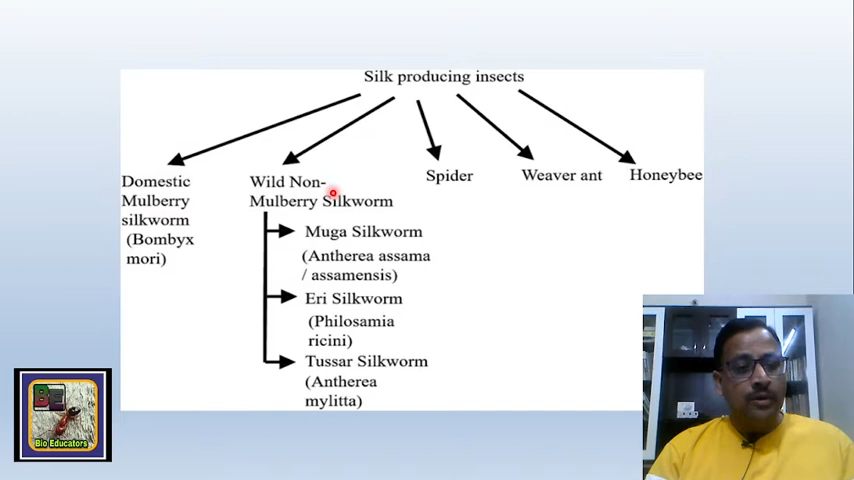 Silk producing insects
Domestic
Mulberry
silkworm
(Bombyx
mori)
Wild Non-
Mulberry Silkworm
Muga Silkworm
(Antherea assama
/ assamensis)
Eri Silkworm
(Philosamia
ricini)
Tussar Silkworm
(Antherea
mylitta)
Spider
Weaver ant
Honeybee
BE
Bio Educators